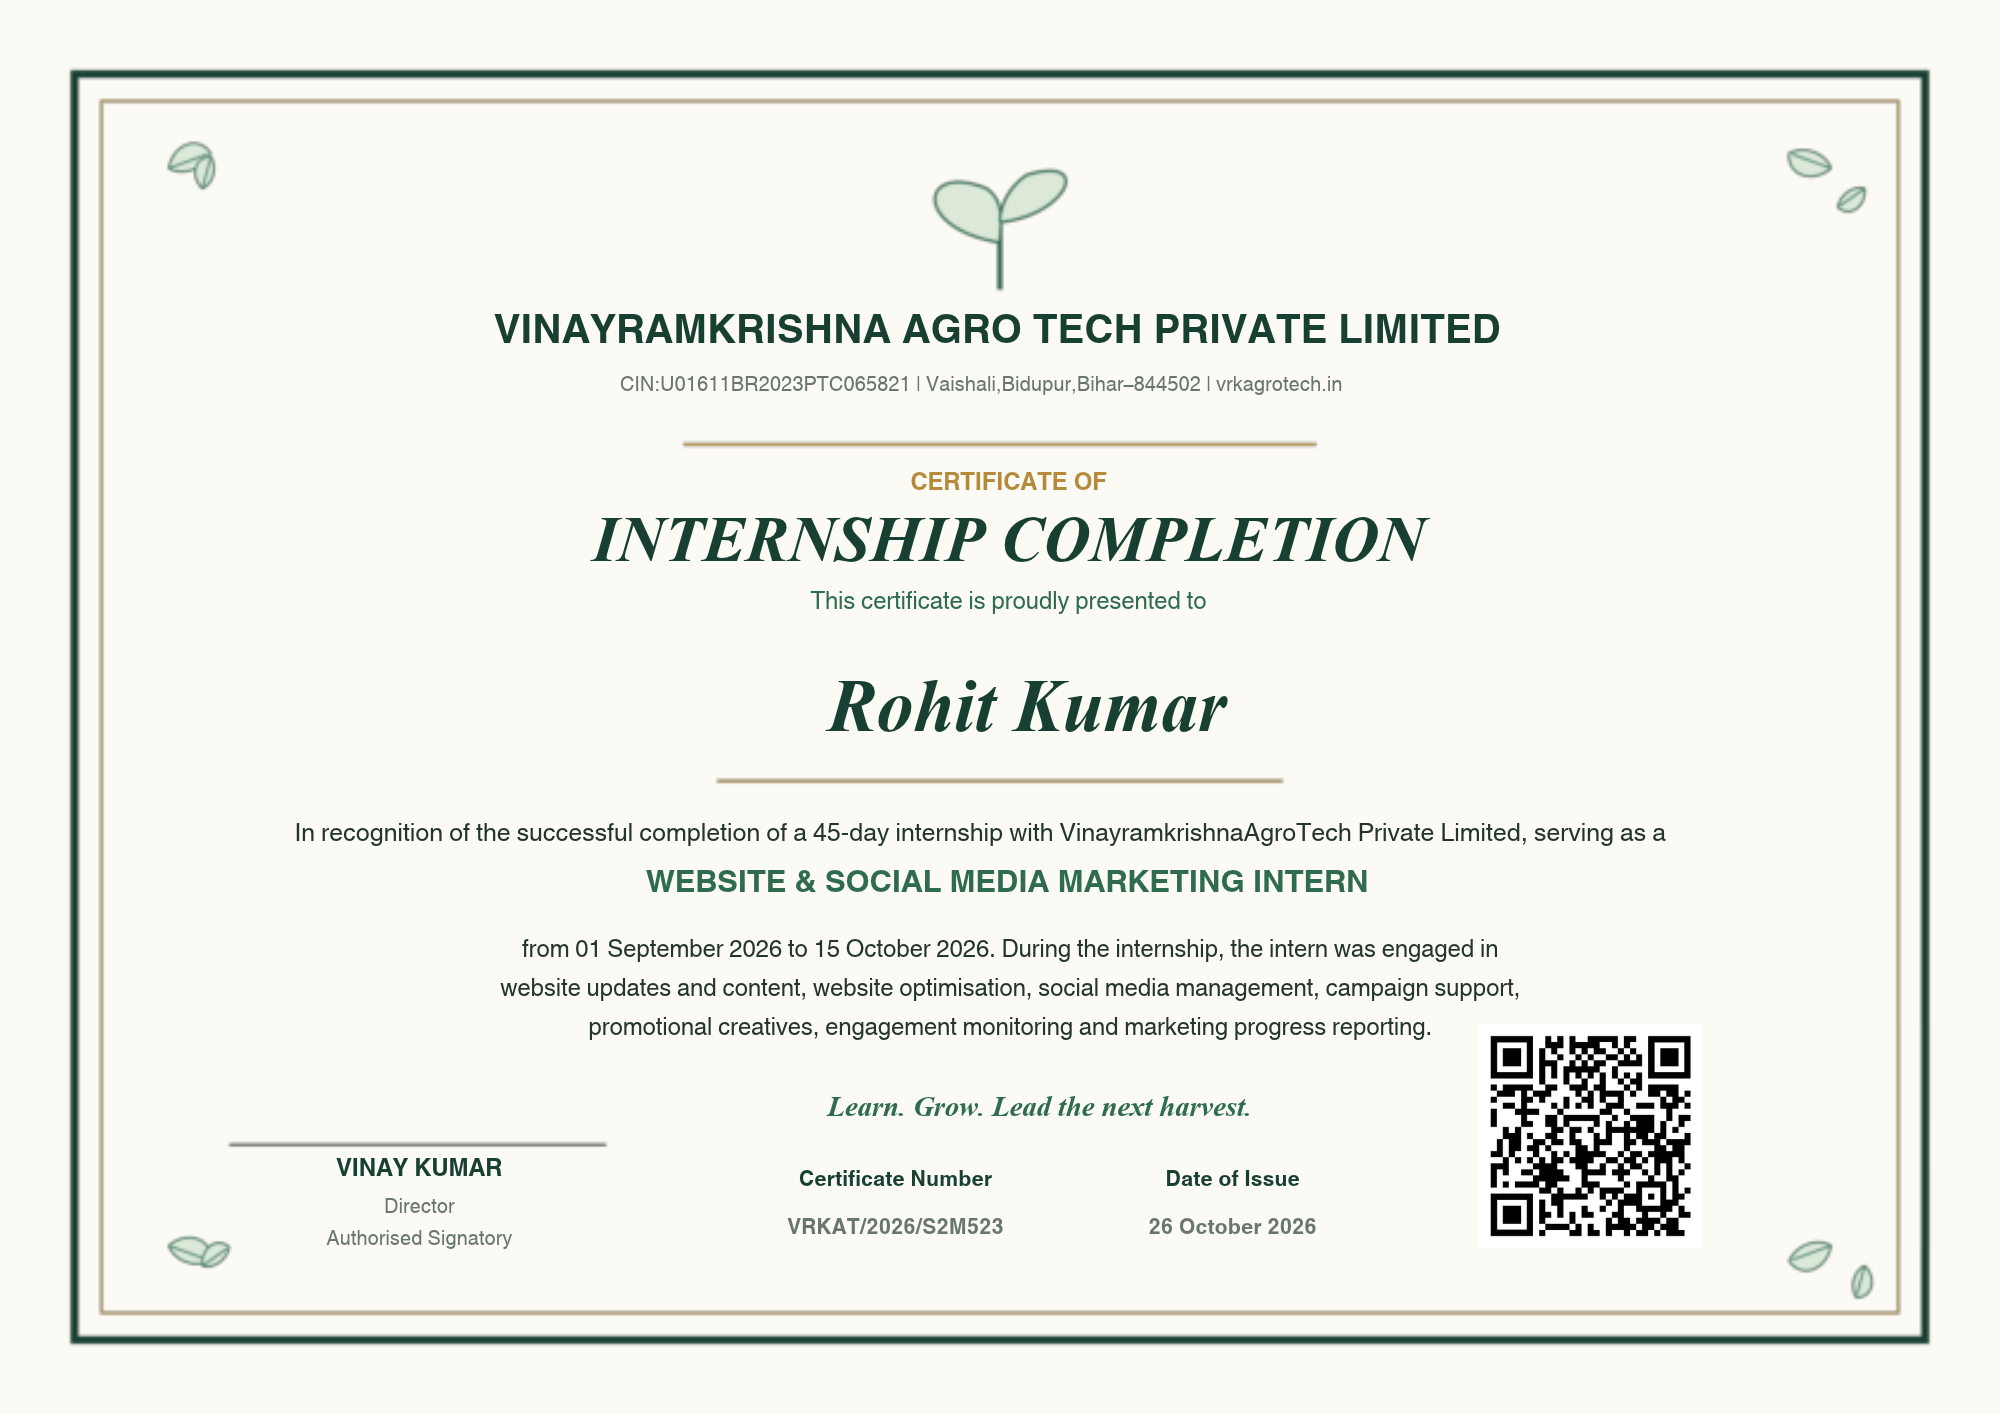 VINAYRAMKRISHNA AGRO TECH PRIVATE LIMITED
CIN:U01611BR2023PTC065821 | Vaishali,Bidupur,Bihar–844502 | vrkagrotech.in
CERTIFICATE OF
INTERNSHIP COMPLETION
This certificate is proudly presented to
Rohit Kumar
In recognition of the successful completion of a 45-day internship with VinayramkrishnaAgroTech Private Limited, serving as a
WEBSITE & SOCIAL MEDIA MARKETING INTERN
from 01 September 2026 to 15 October 2026. During the internship, the intern was engaged in
website updates and content, website optimisation, social media management, campaign support,
promotional creatives, engagement monitoring and marketing progress reporting.
Learn. Grow. Lead the next harvest.
VINAY KUMAR
Director
Authorised Signatory
Certificate Number
VRKAT/2026/S2M523
Date of Issue
26 October 2026